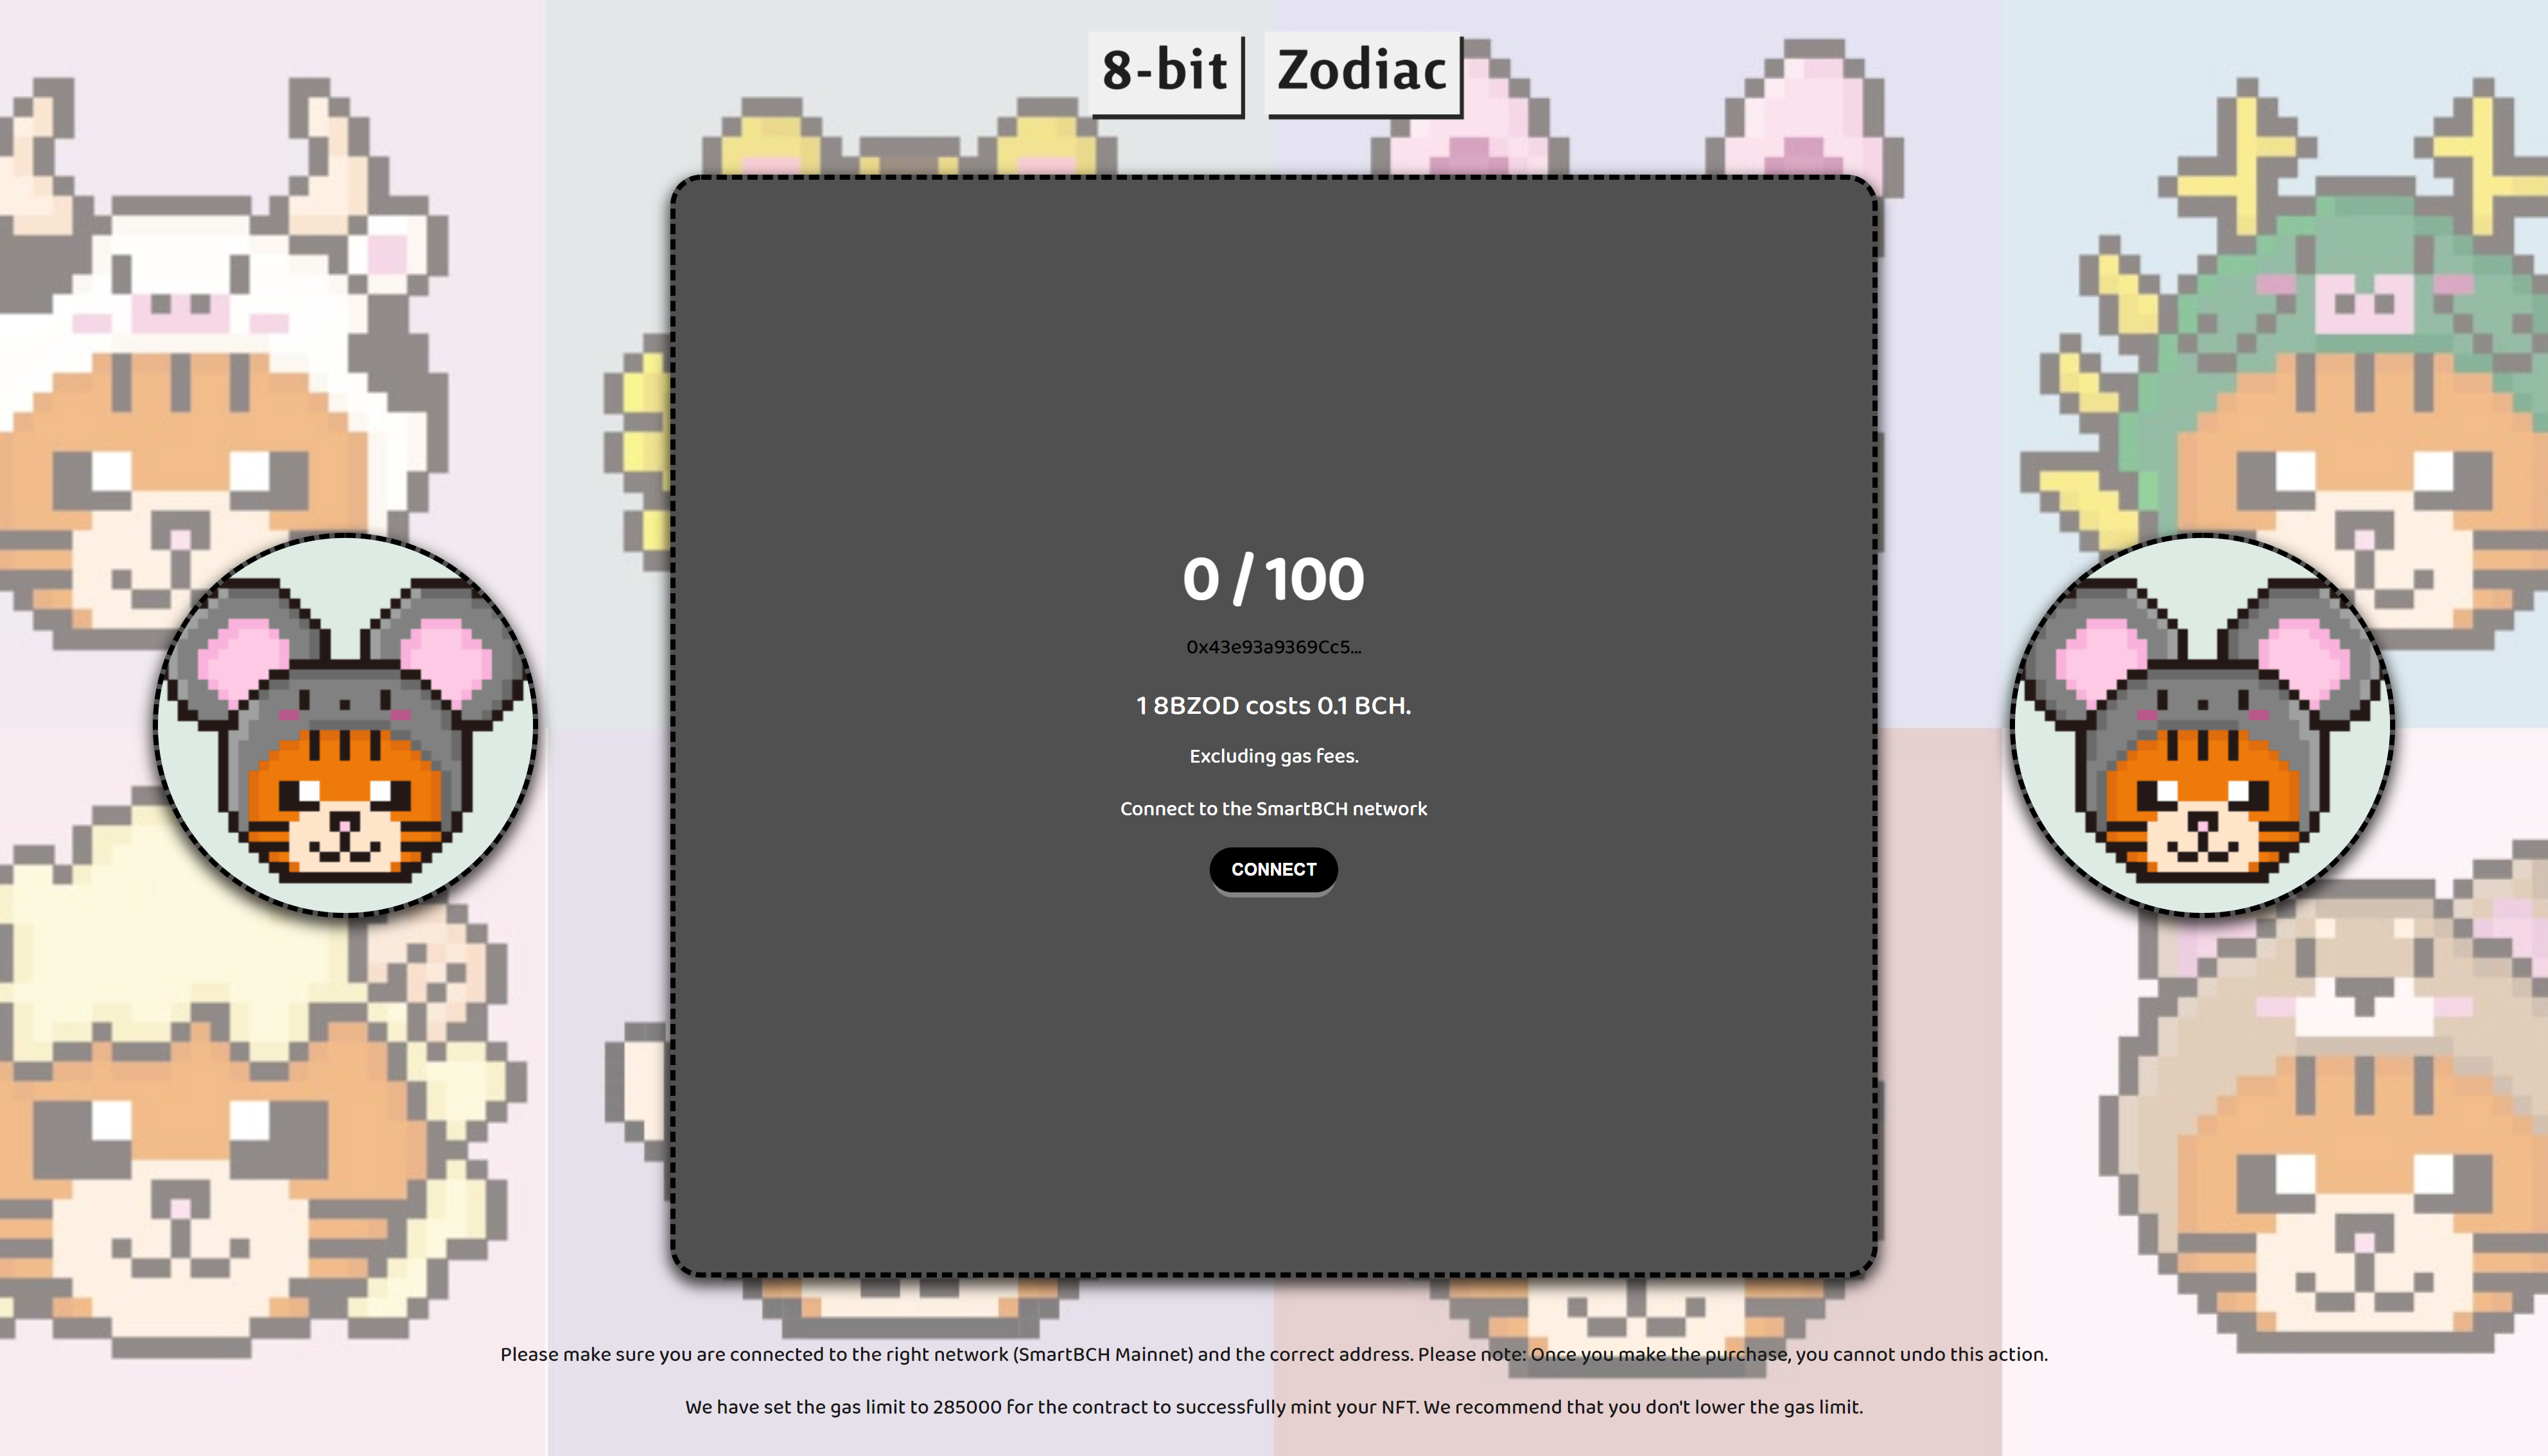 8-bit Zodiac
0 / 100
0x43e93a9369Cc5...
1 8BZOD costs 0.1 BCH.
Excluding gas fees.
Connect to the SmartBCH network
CONNECT
Please make sure you are connected to the right network (SmartBCH Mainnet) and the correct address. Please note: Once you make the purchase, you cannot undo this action.
We have set the gas limit to 285000 for the contract to successfully mint your NFT. We recommend that you don't lower the gas limit.